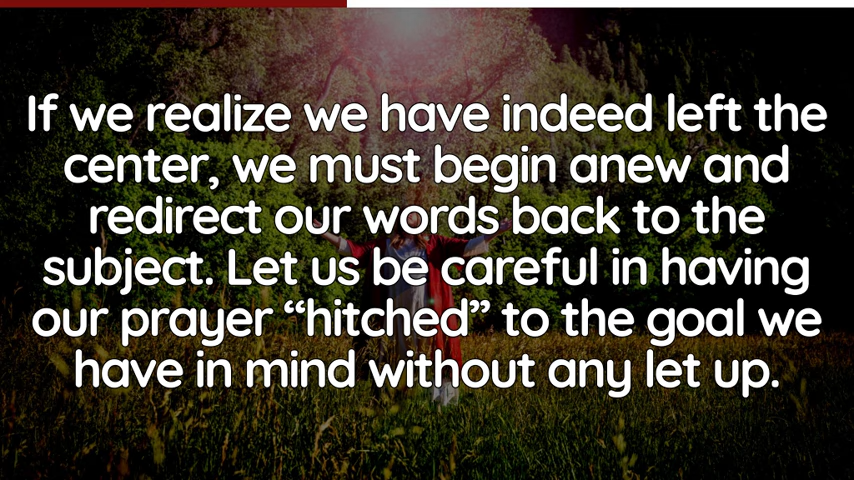 If we realize we have indeed left the
center, we must begin anew and
redirect our words back to the
subject. Let us be careful in having
our prayer “hitched” to the goal we
have in mind without any let up.